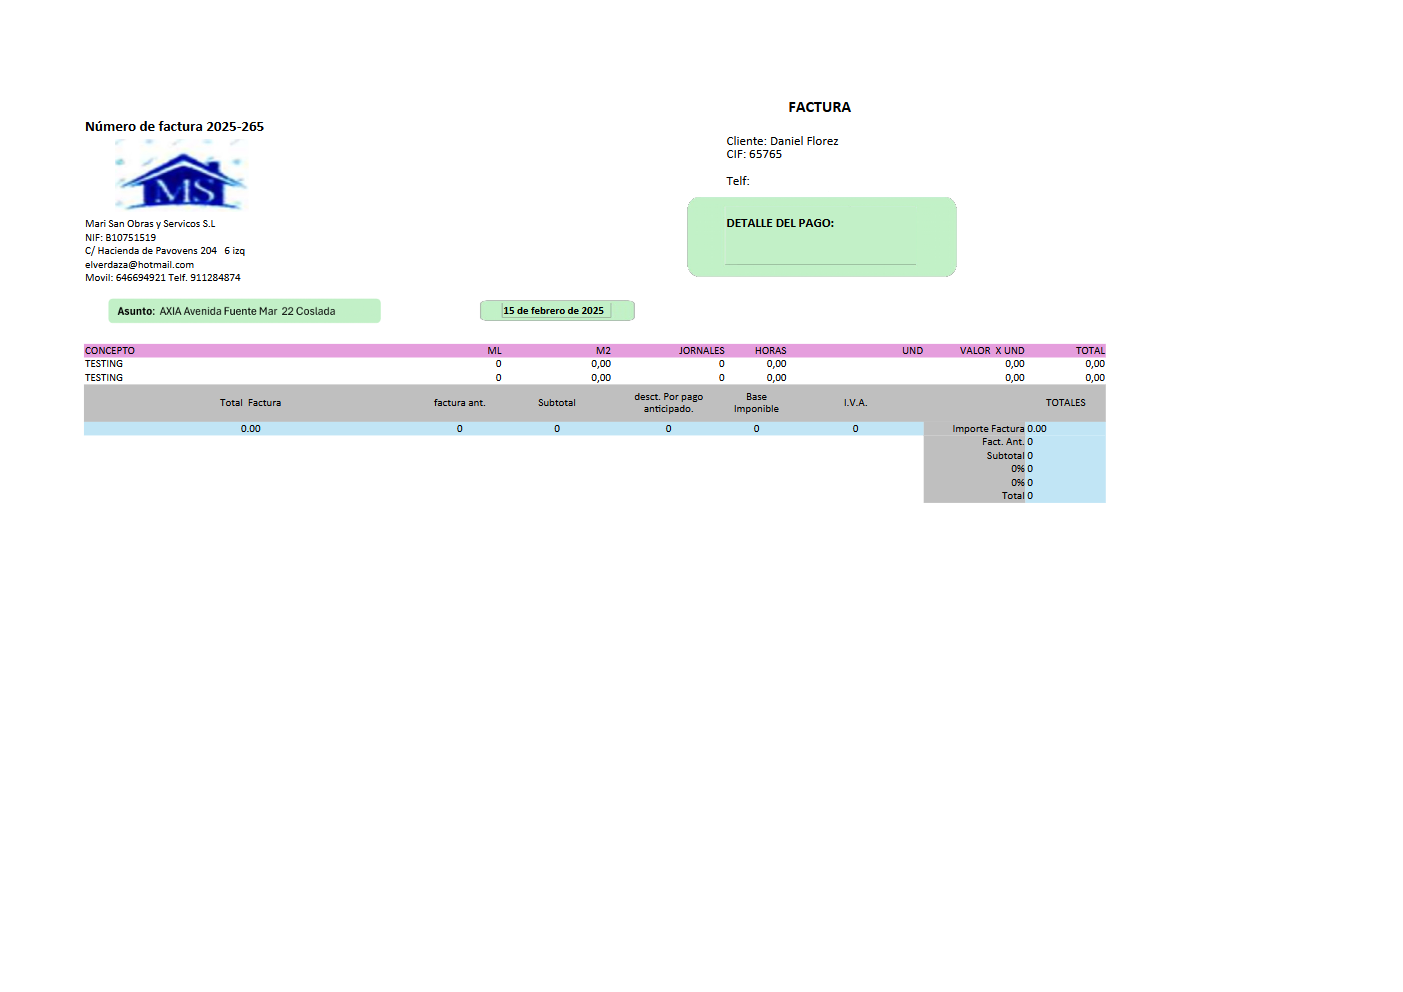 FACTURA
Número de factura 2025-265
Cliente: Daniel Florez
CIF: 65765
MS
Telf:
Mari San Obras y Servicos S.L
DETALLE DEL PAGO:
NIF: B10751519
C/ Hacienda de Pavovens 204 6 izq
elverdaza@hotmail.com
Movil: 646694921 Telf. 911284874
Asunto: AXIA Avenida Fuente Mar 22 Coslada
15 de febrero de 2025
CONCEPTO ML M2 JORNALES HORAS UND VALOR X UND TOTAL
TESTING 0 0,00 0 0,00 0,00 0,00
TESTING 0 0,00 0 0,00 0,00 0,00
Total Factura factura ant. Subtotal desct. Por pago anticipado. Base Imponible I.V.A. TOTALES
0.00 0 0 0 0 0 Importe Factura 0.00
Fact. Ant. 0
Subtotal 0
0% 0
0% 0
Total 0